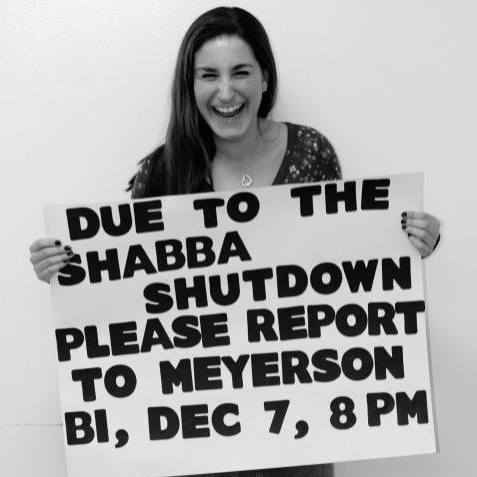 DUE TO THE
SHABBA
SHUTDOWN
PLEASE REPORT
TO MEYERSON
BI, DEC 7, 8 PM